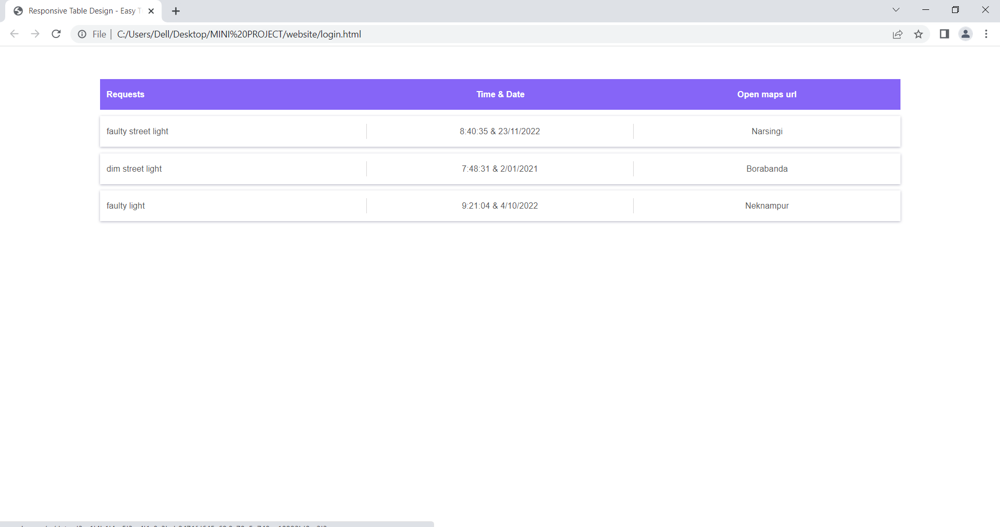 Responsive Table Design - Easy T
File | C:/Users/Dell/Desktop/MINI%20PROJECT/website/login.html
Requests Time & Date Open maps url
faulty street light 8:40:35 & 23/11/2022 Narsingi
dim street light 7:48:31 & 2/01/2021 Borabanda
faulty light 9:21:04 & 4/10/2022 Neknampur